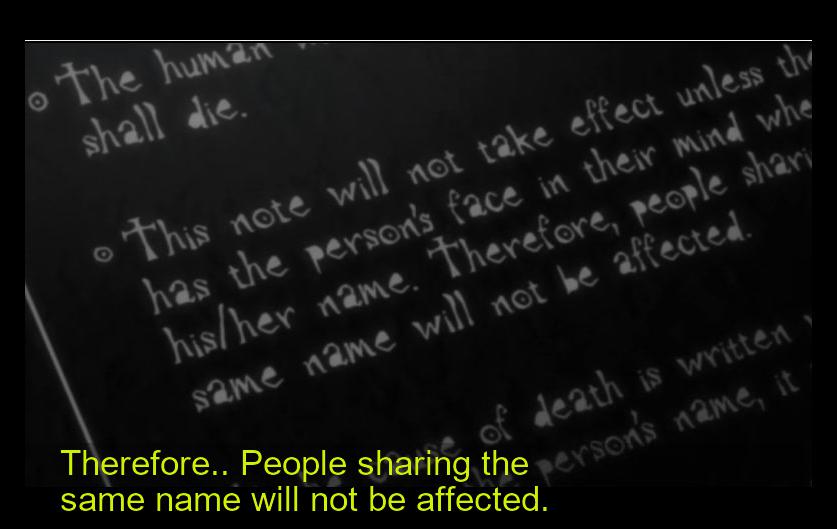 The human
shall die.
This note will not take effect unless the
has the person's face in their mind whe
his/her name. Therefore, people shari
same name will not be affected.
cause of death is written
person's name, it
Therefore.. People sharing the
same name will not be affected.